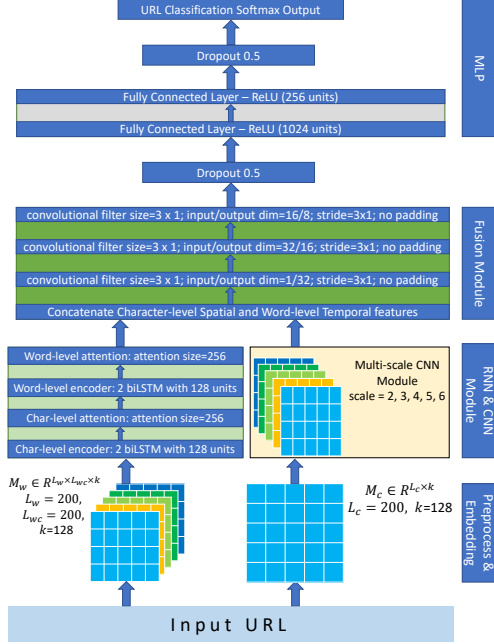 URL Classification Softmax Output
Dropout 0.5
Fully Connected Layer – ReLU (256 units)
Fully Connected Layer – ReLU (1024 units)
MLP
Dropout 0.5
convolutional filter size=3 x 1; input/output dim=16/8; stride=3x1; no padding
convolutional filter size=3 x 1; input/output dim=32/16; stride=3x1; no padding
convolutional filter size=3 x 1; input/output dim=1/32; stride=3x1; no padding
Concatenate Character-level Spatial and Word-level Temporal features
Fusion Module
Word-level attention: attention size=256
Word-level encoder: 2 biLSTM with 128 units
Char-level attention: attention size=256
Char-level encoder: 2 biLSTM with 128 units
Multi-scale CNN
Module
scale = 2, 3, 4, 5, 6
RNN & CNN
Module
M_w ∈ R^{L_w×L_wc×k}
L_w = 200,
L_wc = 200,
k=128
M_c ∈ R^{L_c×k}
L_c = 200, k=128
Preprocess &
Embedding
Input URL